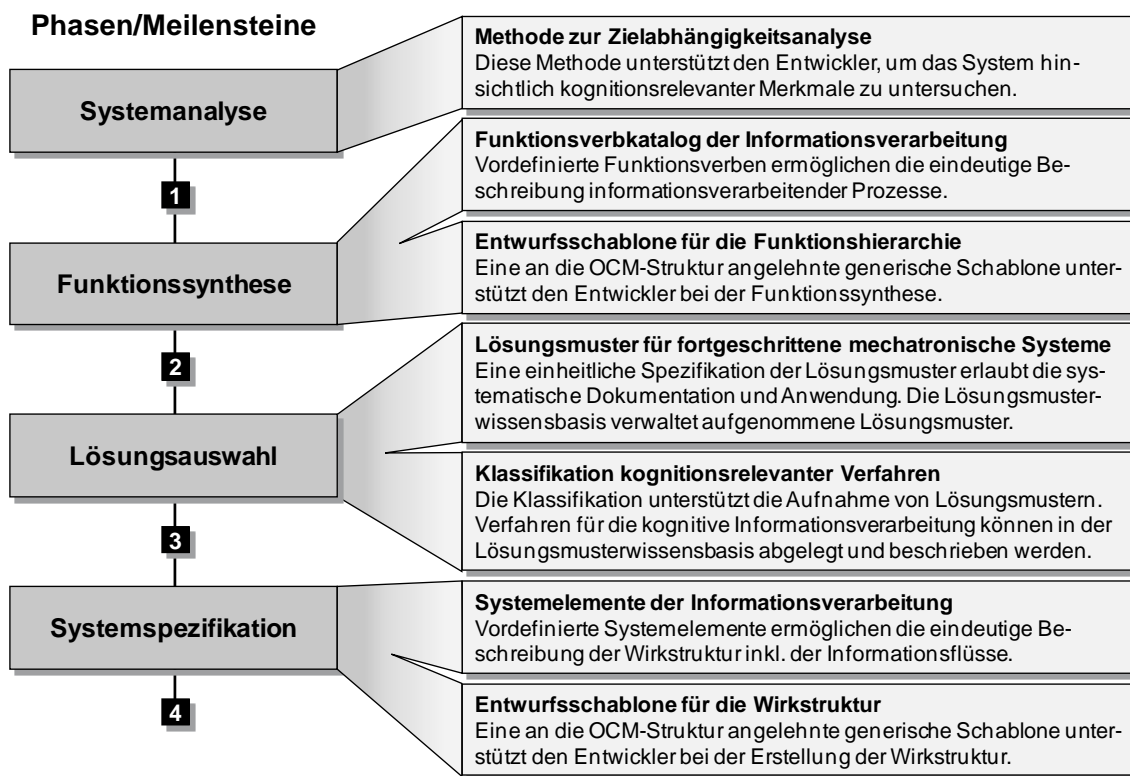 Phasen/Meilensteine
Systemanalyse
Methode zur Zielabhängigkeitsanalyse
Diese Methode unterstützt den Entwickler, um das System hin-
sichtlich kognitionsrelevanter Merkmale zu untersuchen.
1
Funktionssynthese
Funktionsverbkatalog der Informationsverarbeitung
Vordefinierte Funktionsverben ermöglichen die eindeutige Be-
schreibung informationsverarbeitender Prozesse.
Entwurfsschablone für die Funktionshierarchie
Eine an die OCM-Struktur angelehnte generische Schablone unter-
stützt den Entwickler bei der Funktionssynthese.
2
Lösungsauswahl
Lösungsmuster für fortgeschrittene mechatronische Systeme
Eine einheitliche Spezifikation der Lösungsmuster erlaubt die sys-
tematische Dokumentation und Anwendung. Die Lösungsmuster-
wissensbasis verwaltet aufgenommene Lösungsmuster.
Klassifikation kognitionsrelevanter Verfahren
Die Klassifikation unterstützt die Aufnahme von Lösungsmustern.
Verfahren für die kognitive Informationsverarbeitung können in der
Lösungsmusterwissensbasis abgelegt und beschrieben werden.
3
Systemspezifikation
Systemelemente der Informationsverarbeitung
Vordefinierte Systemelemente ermöglichen die eindeutige Be-
schreibung der Wirkstruktur inkl. der Informationsflüsse.
Entwurfsschablone für die Wirkstruktur
Eine an die OCM-Struktur angelehnte generische Schablone unter-
stützt den Entwickler bei der Erstellung der Wirkstruktur.
4